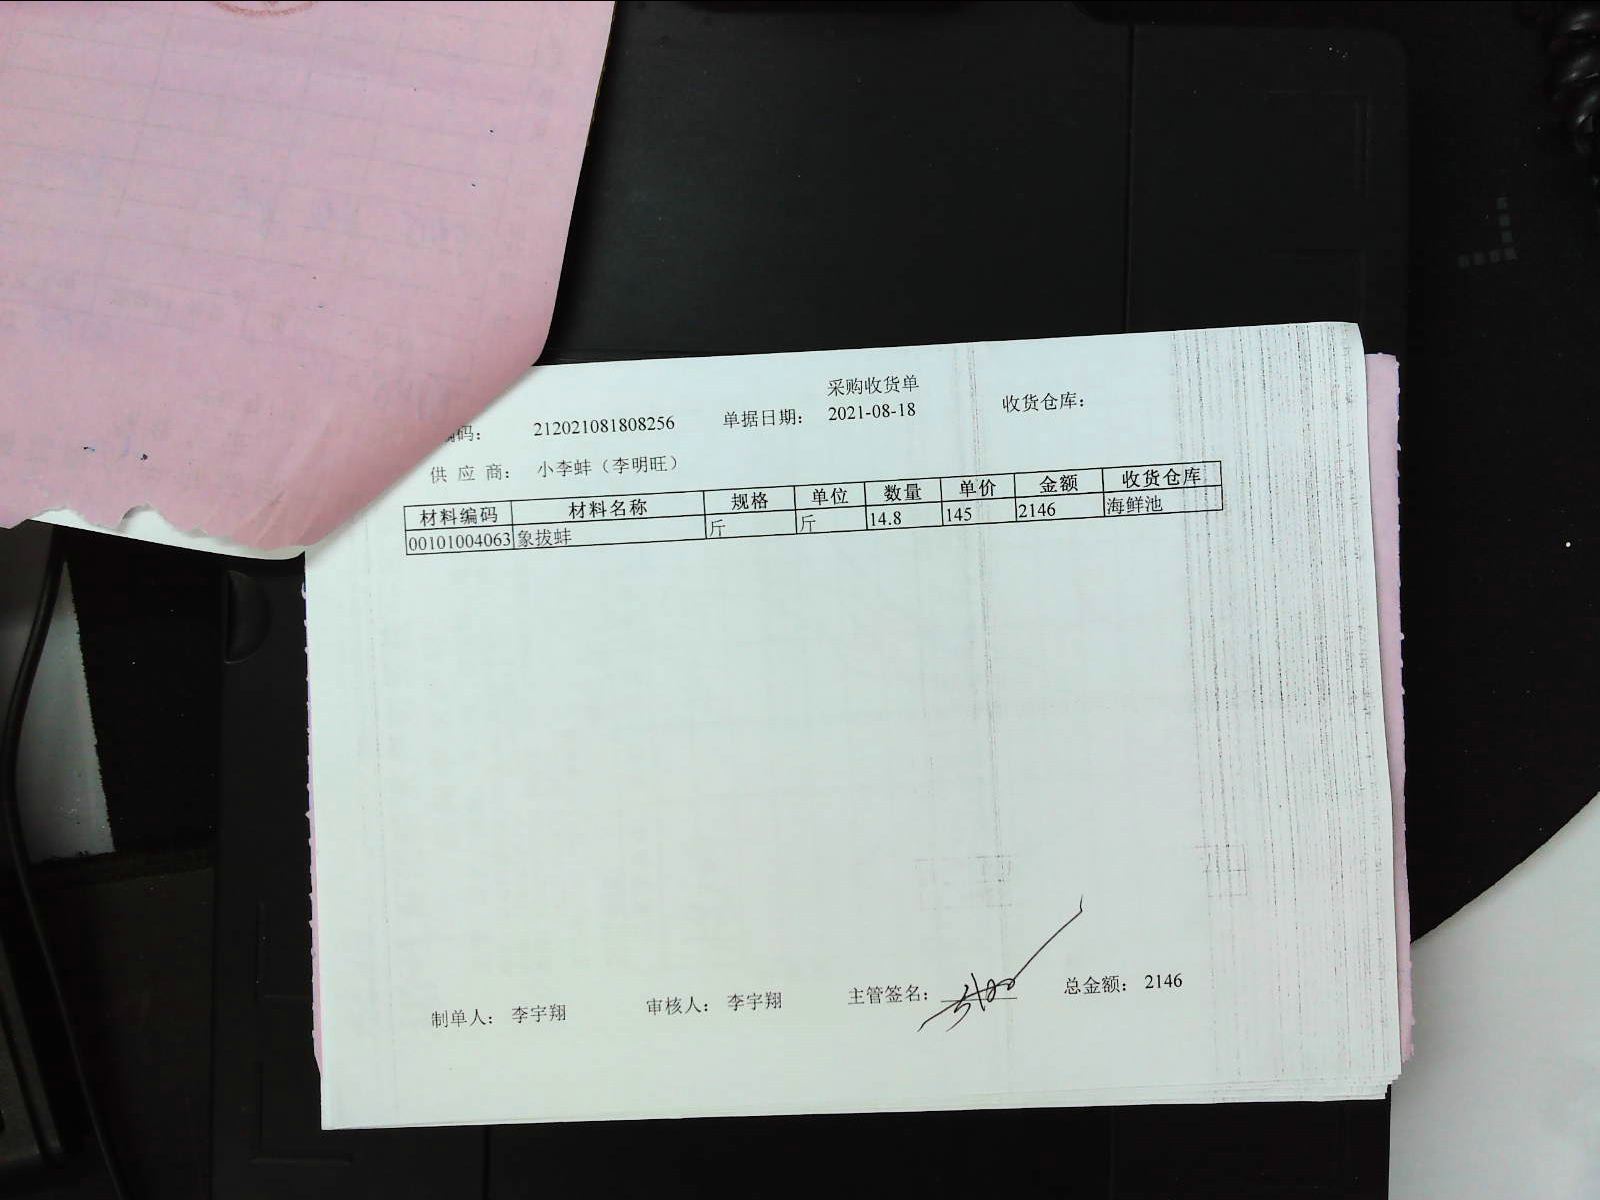 采购收货单
编码： 212021081808256 单据日期： 2021-08-18 收货仓库：
供 应 商： 小李蚌（李明旺）
材料编码 材料名称 规格 单位 数量 单价 金额 收货仓库
00101004063 象拔蚌 斤 斤 14.8 145 2146 海鲜池
制单人： 李宇翔 审核人： 李宇翔 主管签名： 总金额： 2146